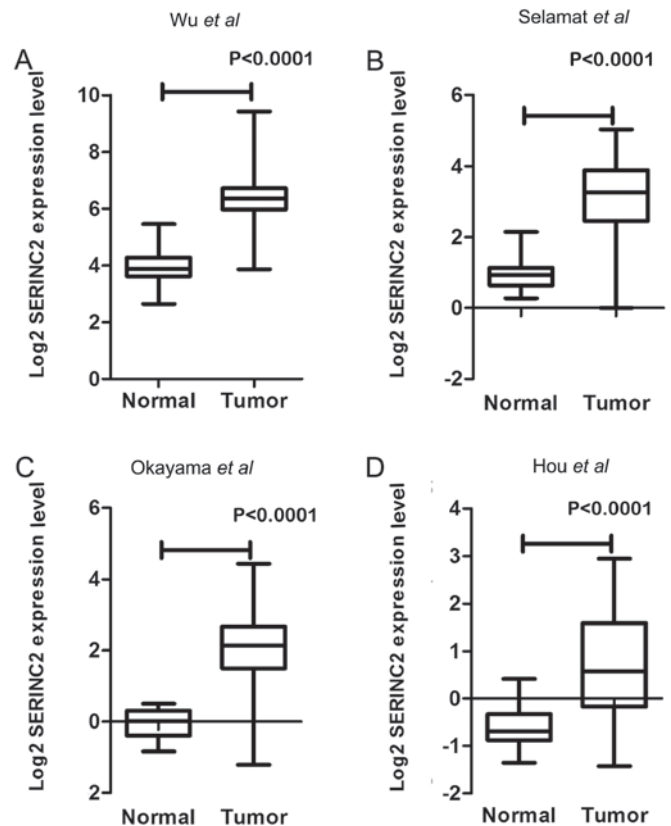 Wu et al
A
P<0.0001
Log2 SERINC2 expression level
10
8
6
4
2
0
Normal Tumor
Selamat et al
B
P<0.0001
Log2 SERINC2 expression level
6
4
2
0
-2
Normal Tumor
Okayama et al
C
P<0.0001
Log2 SERINC2 expression level
6
4
2
0
2
Normal Tumor
Hou et al
D
P<0.0001
Log2 SERINC2 expression level
4
3
2
1
0
-1
-2
Normal Tumor